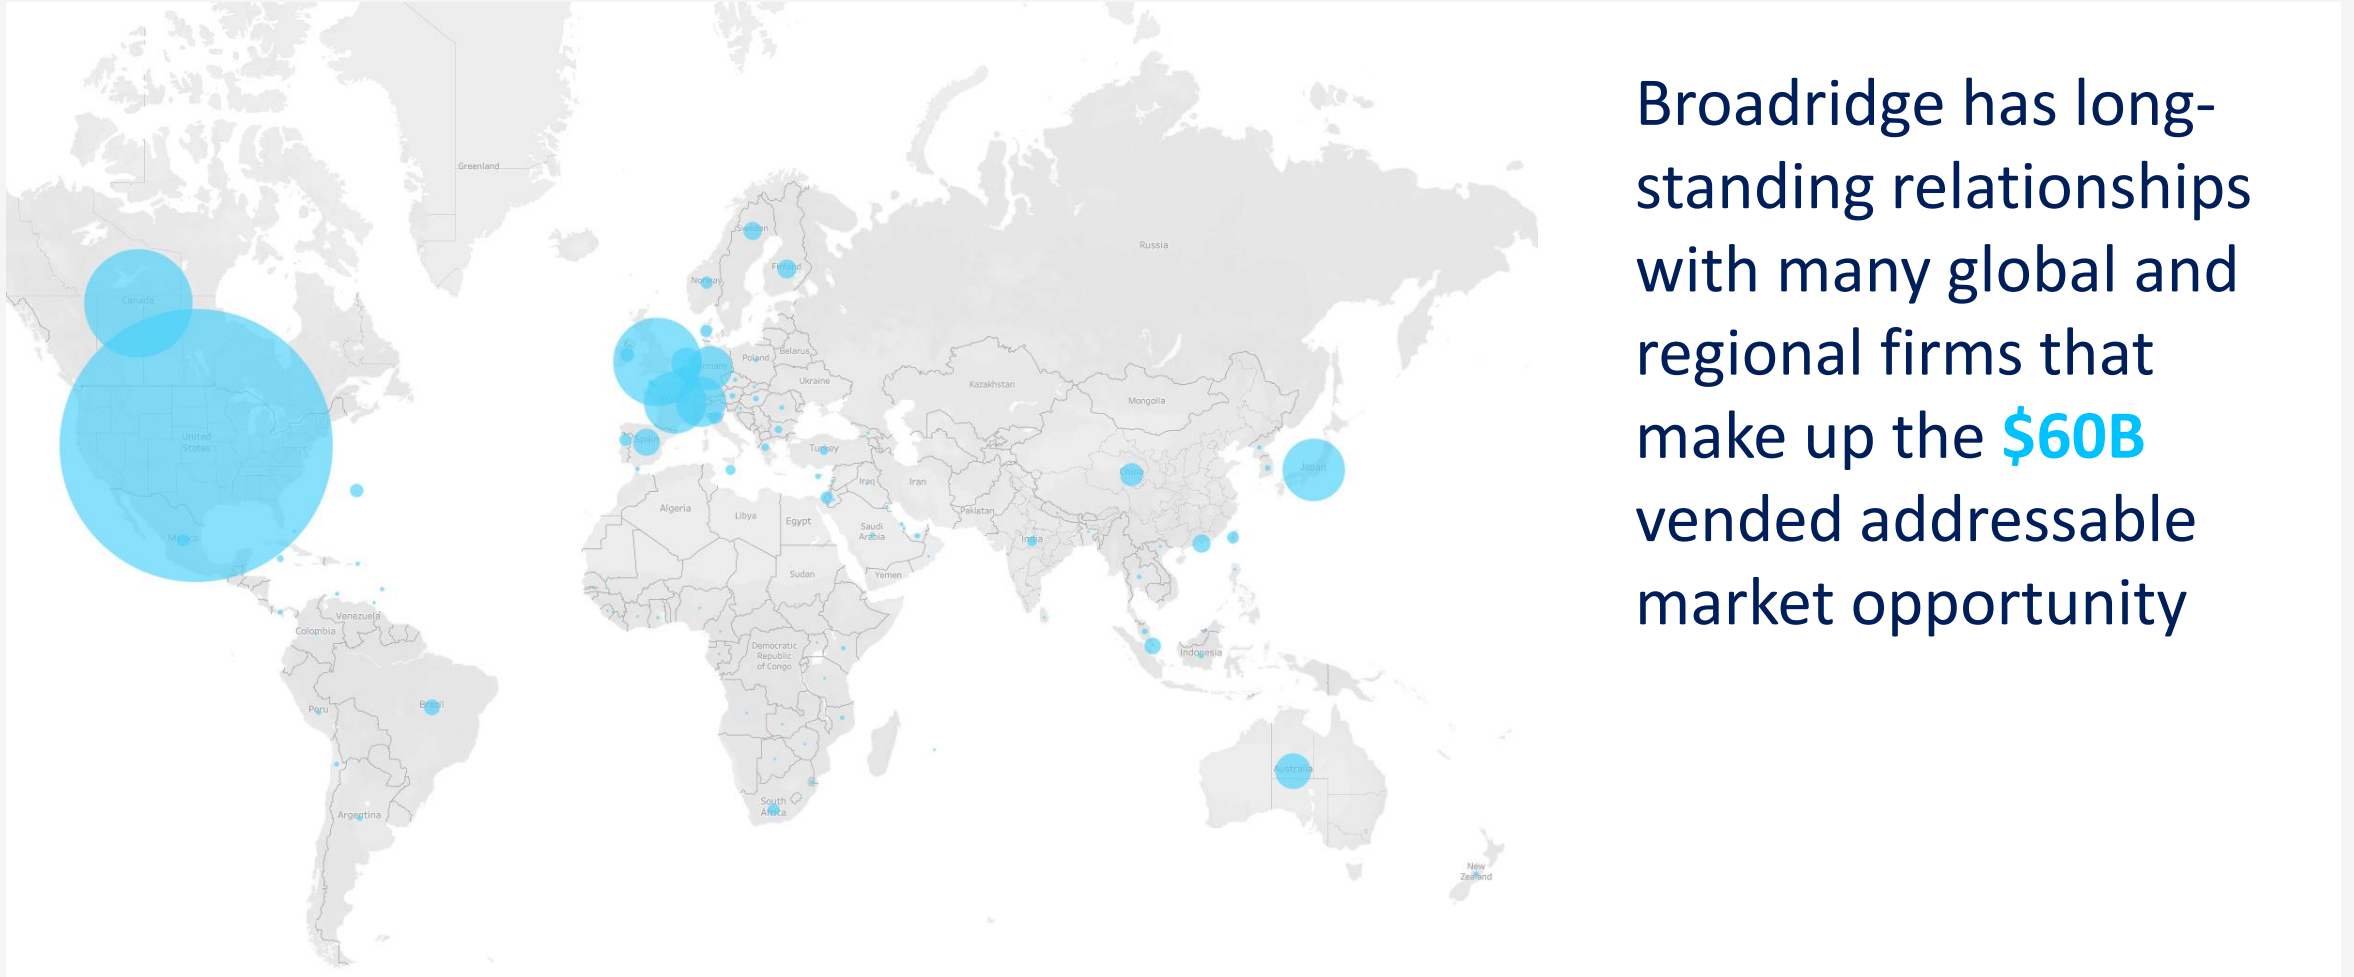 Greenland
Canada
United
States
Mexico
Venezuela
Colombia
Peru
Brazil
Argentina
Sweden
Finland
Norway
Russia
Poland
Belarus
Ukraine
Spain
Turkey
Kazakhstan
Mongolia
China
Japan
Iraq
Iran
Pakistan
India
Algeria
Libya
Egypt
Saudi
Arabia
Sudan
Yemen
Democratic
Republic
of Congo
South
Africa
Indonesia
Australia
New
Zealand
Broadridge has long-
standing relationships
with many global and
regional firms that
make up the $60B
vended addressable
market opportunity